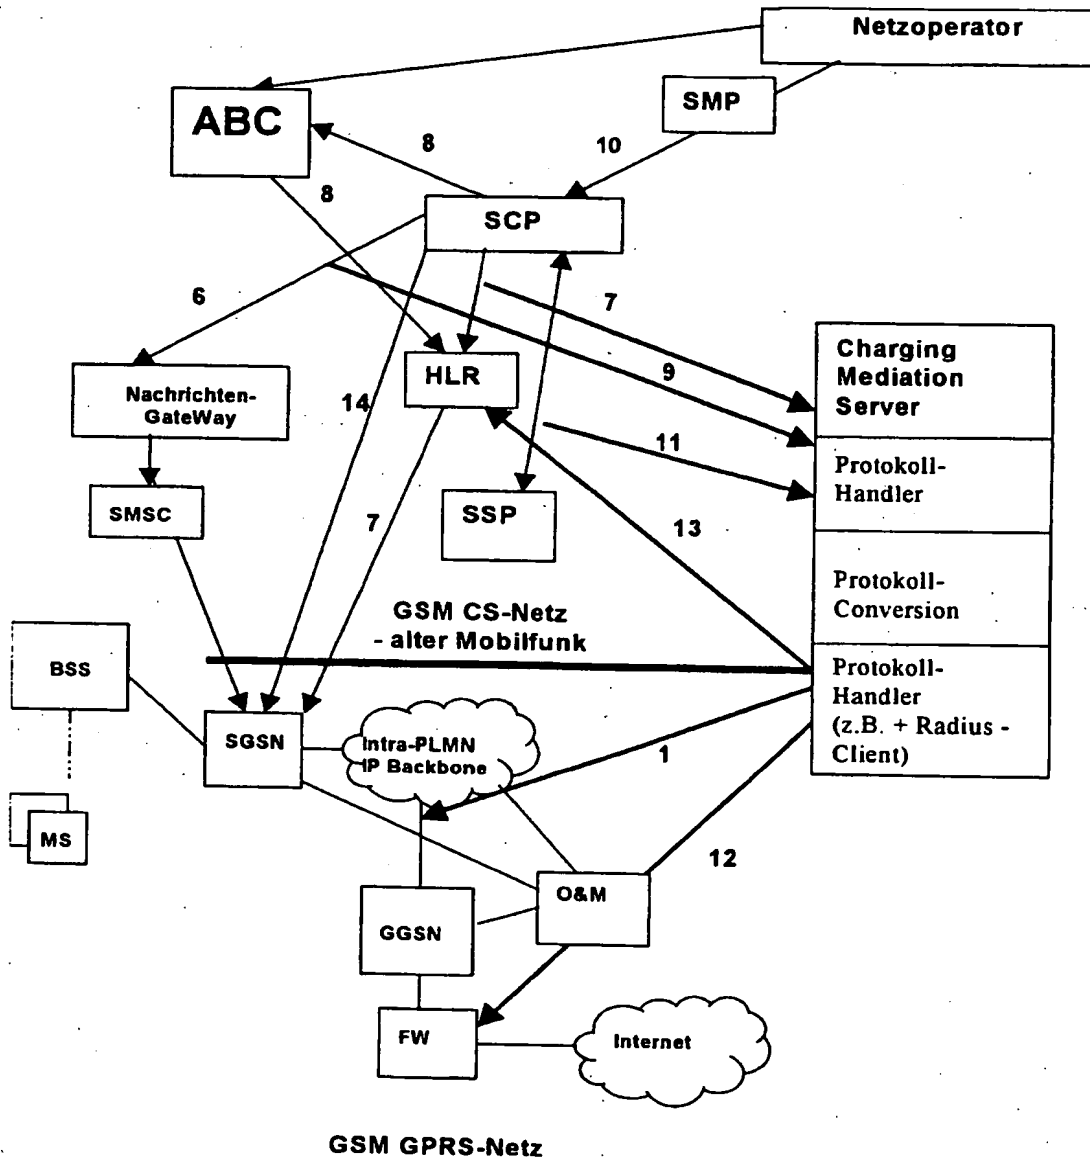 Netzoperator
ABC
SMP
8
10
8
SCP
6
7
Charging
Mediation
Server
HLR
9
Nachrichten-
GateWay
14
11
Protokoll-
Handler
SMSC
SSP
7
13
Protokoll-
Conversion
GSM CS-Netz
- alter Mobilfunk
BSS
Protokoll-
Handler
(z.B. + Radius -
Client)
SGSN
Intra-PLMN
IP Backbone
1
MS
12
O&M
GGSN
FW
Internet
GSM GPRS-Netz